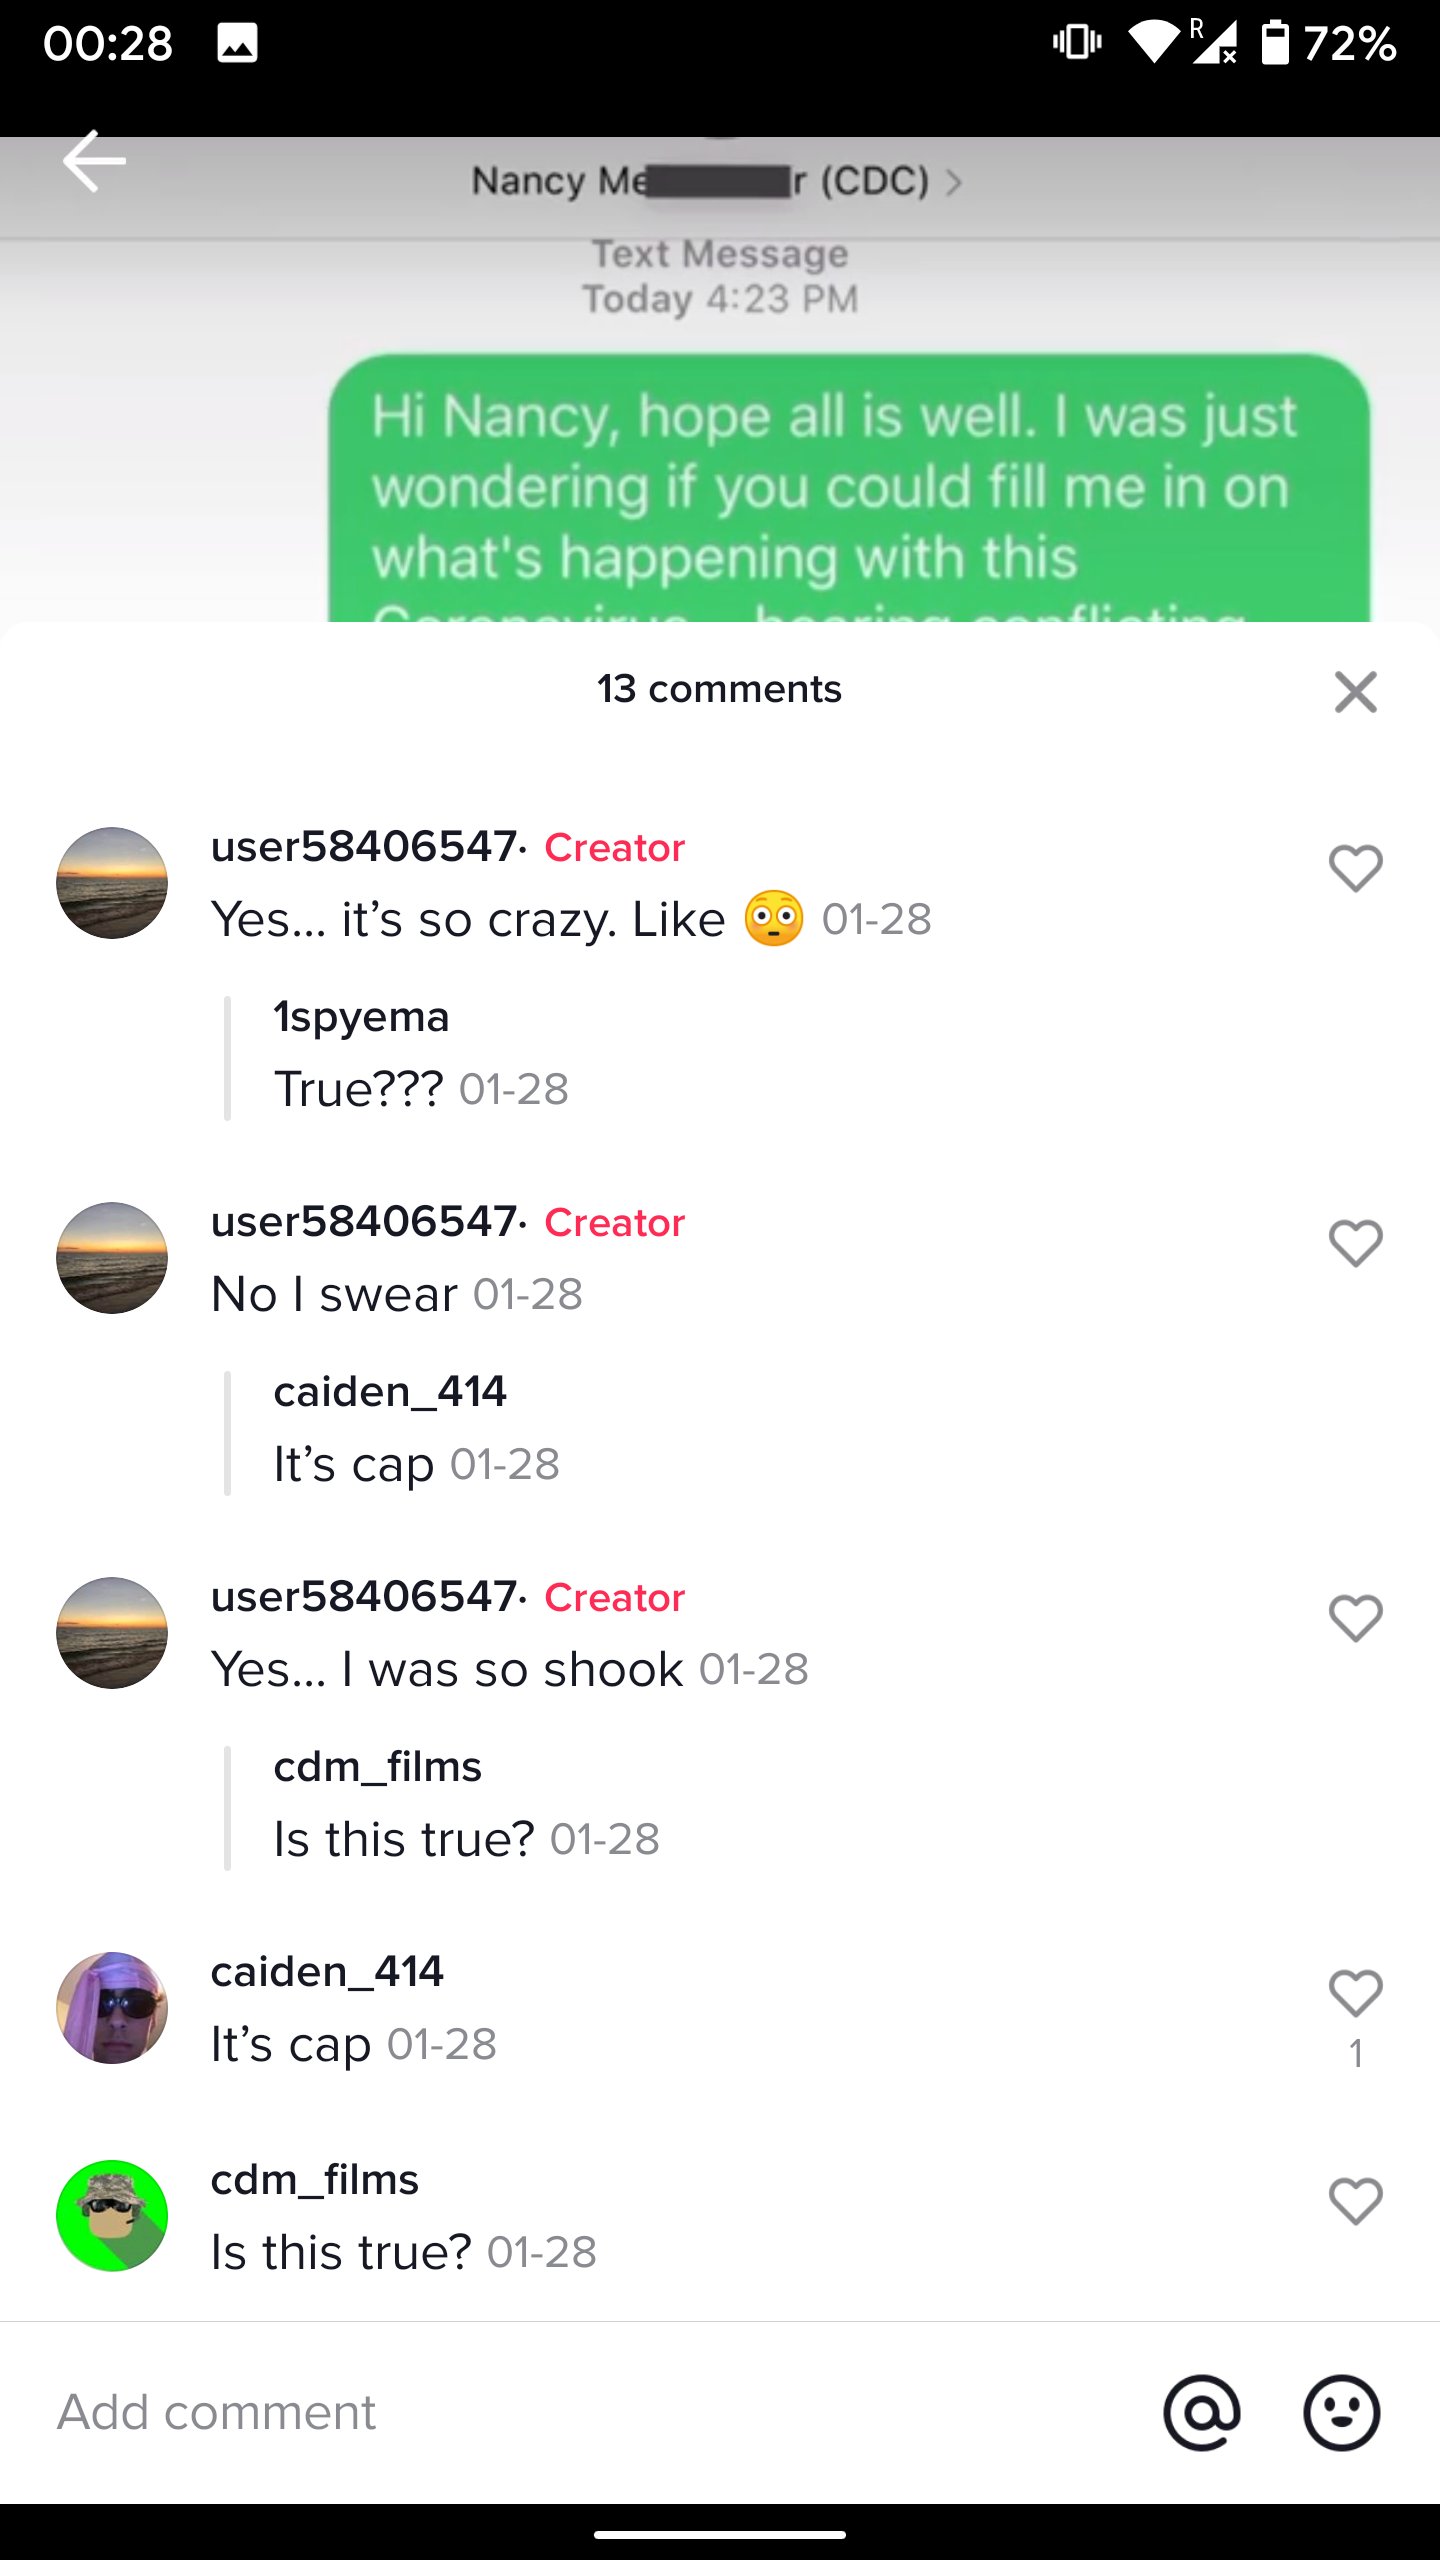 00:28
R
72%
Nancy Me r (CDC)
Text Message
Today 4:23 PM
Hi Nancy, hope all is well. I was just
wondering if you could fill me in on
what's happening with this
Coronavirus... hearing conflicting
13 comments
user58406547· Creator
Yes... it’s so crazy. Like 😳 01-28
1spyema
True??? 01-28
user58406547· Creator
No I swear 01-28
caiden_414
It’s cap 01-28
user58406547· Creator
Yes... I was so shook 01-28
cdm_films
Is this true? 01-28
caiden_414
It’s cap 01-28
1
cdm_films
Is this true? 01-28
Add comment